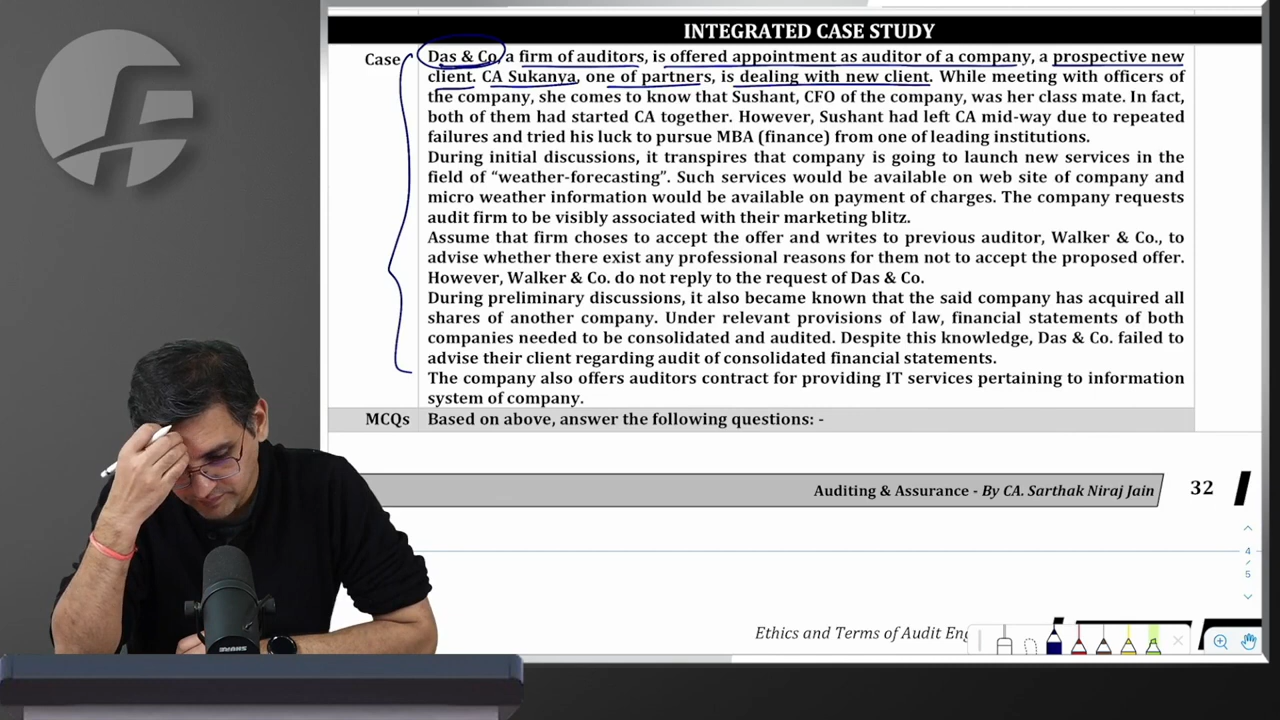 INTEGRATED CASE STUDY
Case Das & Co, a firm of auditors, is offered appointment as auditor of a company, a prospective new
client. CA Sukanya, one of partners, is dealing with new client. While meeting with officers of
the company, she comes to know that Sushant, CFO of the company, was her class mate. In fact,
both of them had started CA together. However, Sushant had left CA mid-way due to repeated
failures and tried his luck to pursue MBA (finance) from one of leading institutions.
During initial discussions, it transpires that company is going to launch new services in the
field of “weather-forecasting”. Such services would be available on web site of company and
micro weather information would be available on payment of charges. The company requests
audit firm to be visibly associated with their marketing blitz.
Assume that firm choses to accept the offer and writes to previous auditor, Walker & Co., to
advise whether there exist any professional reasons for them not to accept the proposed offer.
However, Walker & Co. do not reply to the request of Das & Co.
During preliminary discussions, it also became known that the said company has acquired all
shares of another company. Under relevant provisions of law, financial statements of both
companies needed to be consolidated and audited. Despite this knowledge, Das & Co. failed to
advise their client regarding audit of consolidated financial statements.
The company also offers auditors contract for providing IT services pertaining to information
system of company.
MCQs Based on above, answer the following questions: -
Auditing & Assurance - By CA. Sarthak Niraj Jain 32
4
/
5
Ethics and Terms of Audit